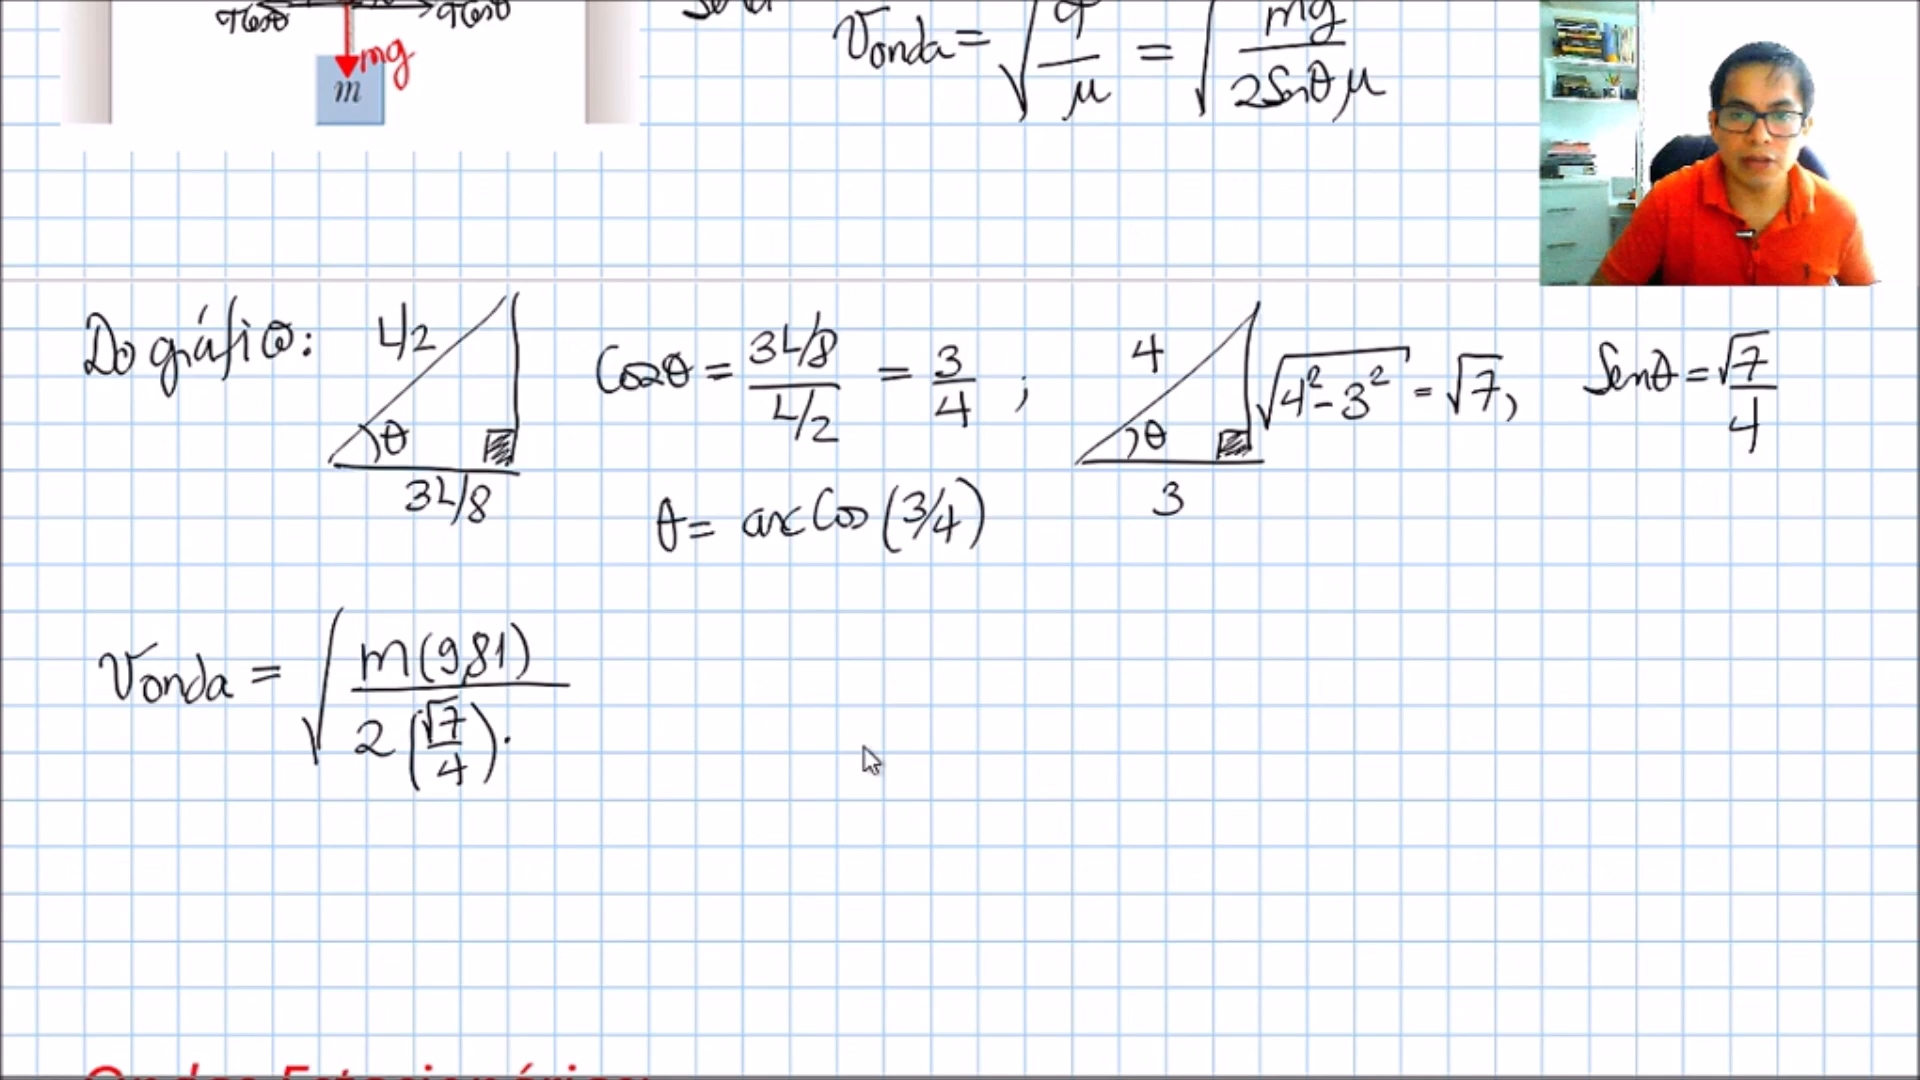 TCosθ TCosθ
mg
m
Vonda = √(T/μ) = √(mg/2Senθμ)
Do gráfico: L/2 θ 3L/8
Cosθ = (3L/8)/(L/2) = 3/4 ; 4 θ 3 √(4²-3²) = √7, Senθ = √7/4
θ = arcCos(3/4)
Vonda = √(m(9,81)/2(√7/4).